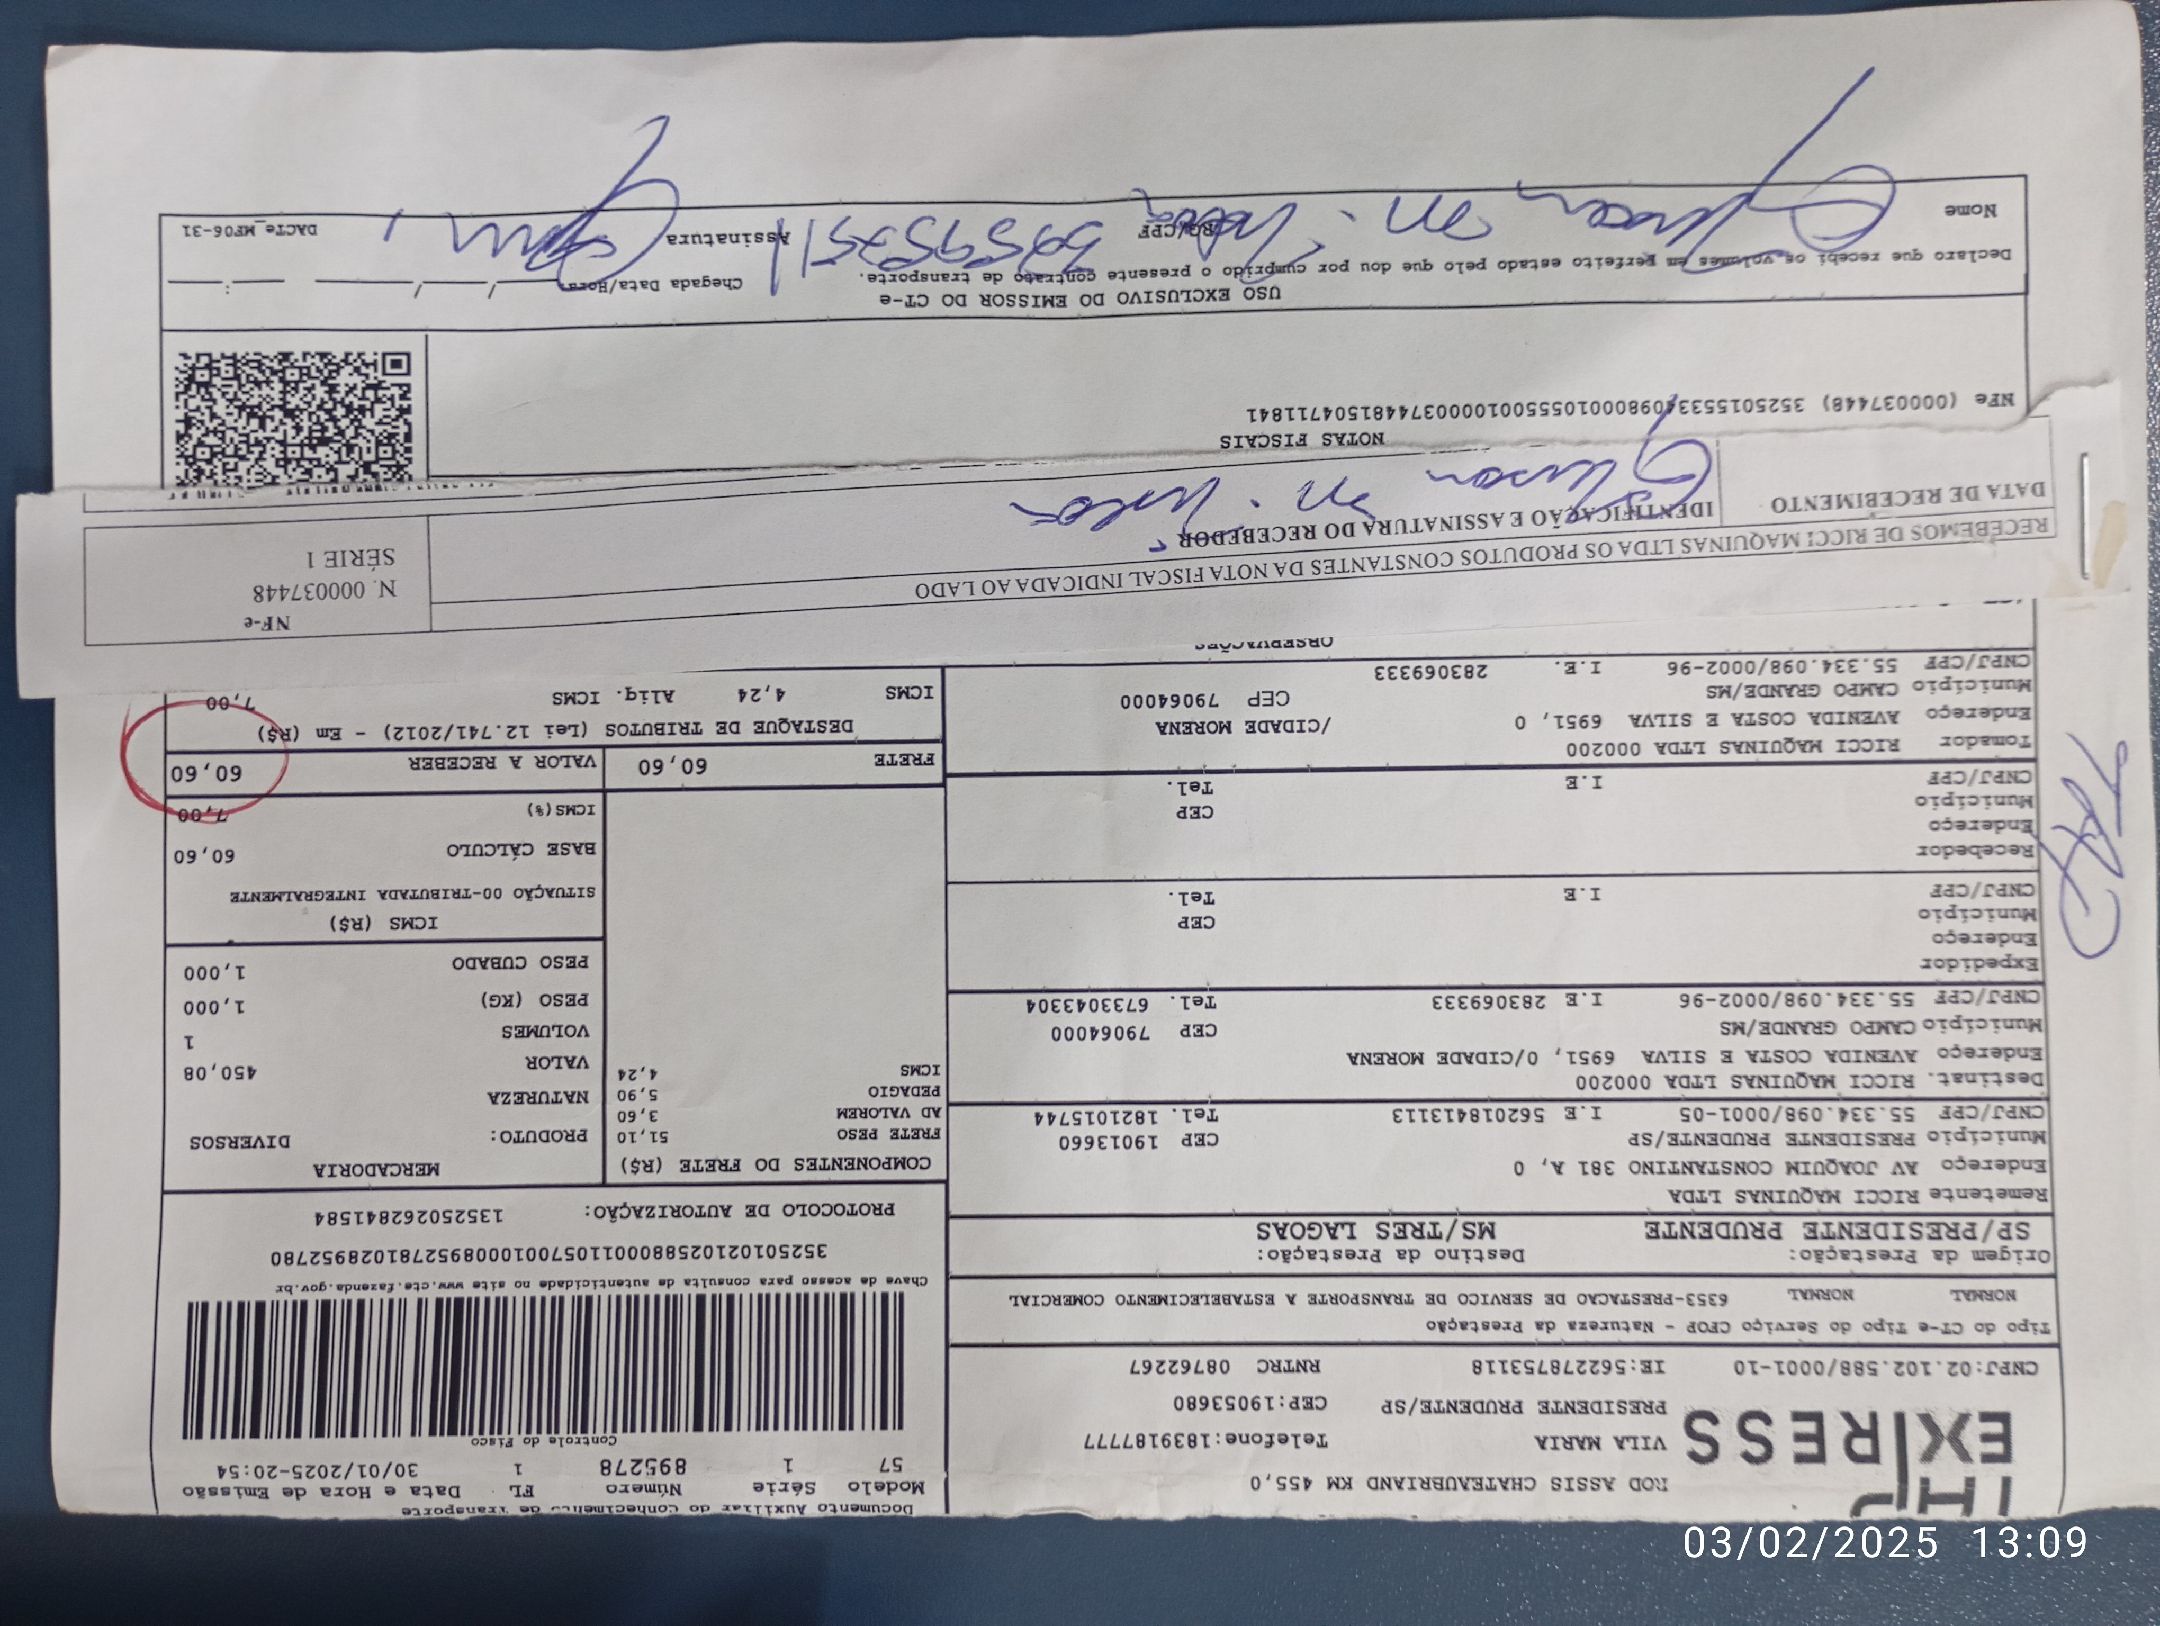 Documento Auxiliar do Conhecimento de Transporte
Modelo Série Número FL. Data e Hora de Emissão
57 1 895278 1 30/01/2025-20:54
Controle do Fisco
EXPRESS
ROD ASSIS CHATEAUBRIAND KM 455,0
VILA MARIA Telefone:1839187777
PRESIDENTE PRUDENTE/SP CEP:19053680
CNPJ:02.102.588/0001-10 IE:562278753118 RNTRC 08762267
Tipo do CT-e Tipo do Serviço CFOP - Natureza da Prestação
NORMAL NORMAL 6353-PRESTACAO DE SERVICO DE TRANSPORTE A ESTABELECIMENTO COMERCIAL
Chave de acesso para consulta de autenticidade no site www.cte.fazenda.gov.br
35250102102588000110570010008952781028952780
PROTOCOLO DE AUTORIZAÇÃO: 135250262841584
Origem da Prestação: Destino da Prestação:
SP/PRESIDENTE PRUDENTE MS/TRES LAGOAS
Remetente RICCI MAQUINAS LTDA
Endereço AV JOAQUIM CONSTANTINO 381 A, 0
Município PRESIDENTE PRUDENTE/SP CEP 19013660
CNPJ/CPF 55.334.098/0001-05 I.E 562018413113 Tel. 1821015744
Destinat. RICCI MAQUINAS LTDA 000200
Endereço AVENIDA COSTA E SILVA 6951, 0/CIDADE MORENA
Município CAMPO GRANDE/MS CEP 79064000
CNPJ/CPF 55.334.098/0002-96 I.E 283069333 Tel. 6733043304
Expedidor
Endereço
Município CEP
CNPJ/CPF I.E Tel.
Recebedor
Endereço
Município CEP
CNPJ/CPF I.E Tel.
Tomador RICCI MAQUINAS LTDA 000200
Endereço AVENIDA COSTA E SILVA 6951, 0 /CIDADE MORENA
Município CAMPO GRANDE/MS CEP 79064000
CNPJ/CPF 55.334.098/0002-96 I.E. 283069333
OBSERVAÇÕES
COMPONENTES DO FRETE (R$)
FRETE PESO 51,10
AD VALOREM 3,60
PEDAGIO 5,90
ICMS 4,24
MERCADORIA
PRODUTO: DIVERSOS
NATUREZA
VALOR 450,08
VOLUMES 1
PESO (KG) 1,000
PESO CUBADO 1,000
ICMS (R$)
SITUAÇÃO 00-TRIBUTADA INTEGRALMENTE
BASE CÁLCULO 60,60
ICMS(%) 7,00
FRETE 60,60 VALOR A RECEBER 60,60
DESTAQUE DE TRIBUTOS (Lei 12.741/2012) - Em (R$)
ICMS 4,24 Aliq. ICMS 7,00
RECEBEMOS DE RICCI MAQUINAS LTDA OS PRODUTOS CONSTANTES DA NOTA FISCAL INDICADA AO LADO
DATA DE RECEBIMENTO IDENTIFICAÇÃO E ASSINATURA DO RECEBEDOR
NF-e
N. 000037448
SÉRIE 1
NOTAS FISCAIS
NFe (000037448) 35250155334098000105550010000374481504711841
USO EXCLUSIVO DO EMISSOR DO CT-e
Declaro que recebi os volumes em perfeito estado pelo que dou por cumprido o presente contrato de transporte.
Chegada Data/Hora
Nome RG/CPF Assinatura
DACTe_MF06-31
03/02/2025 13:09